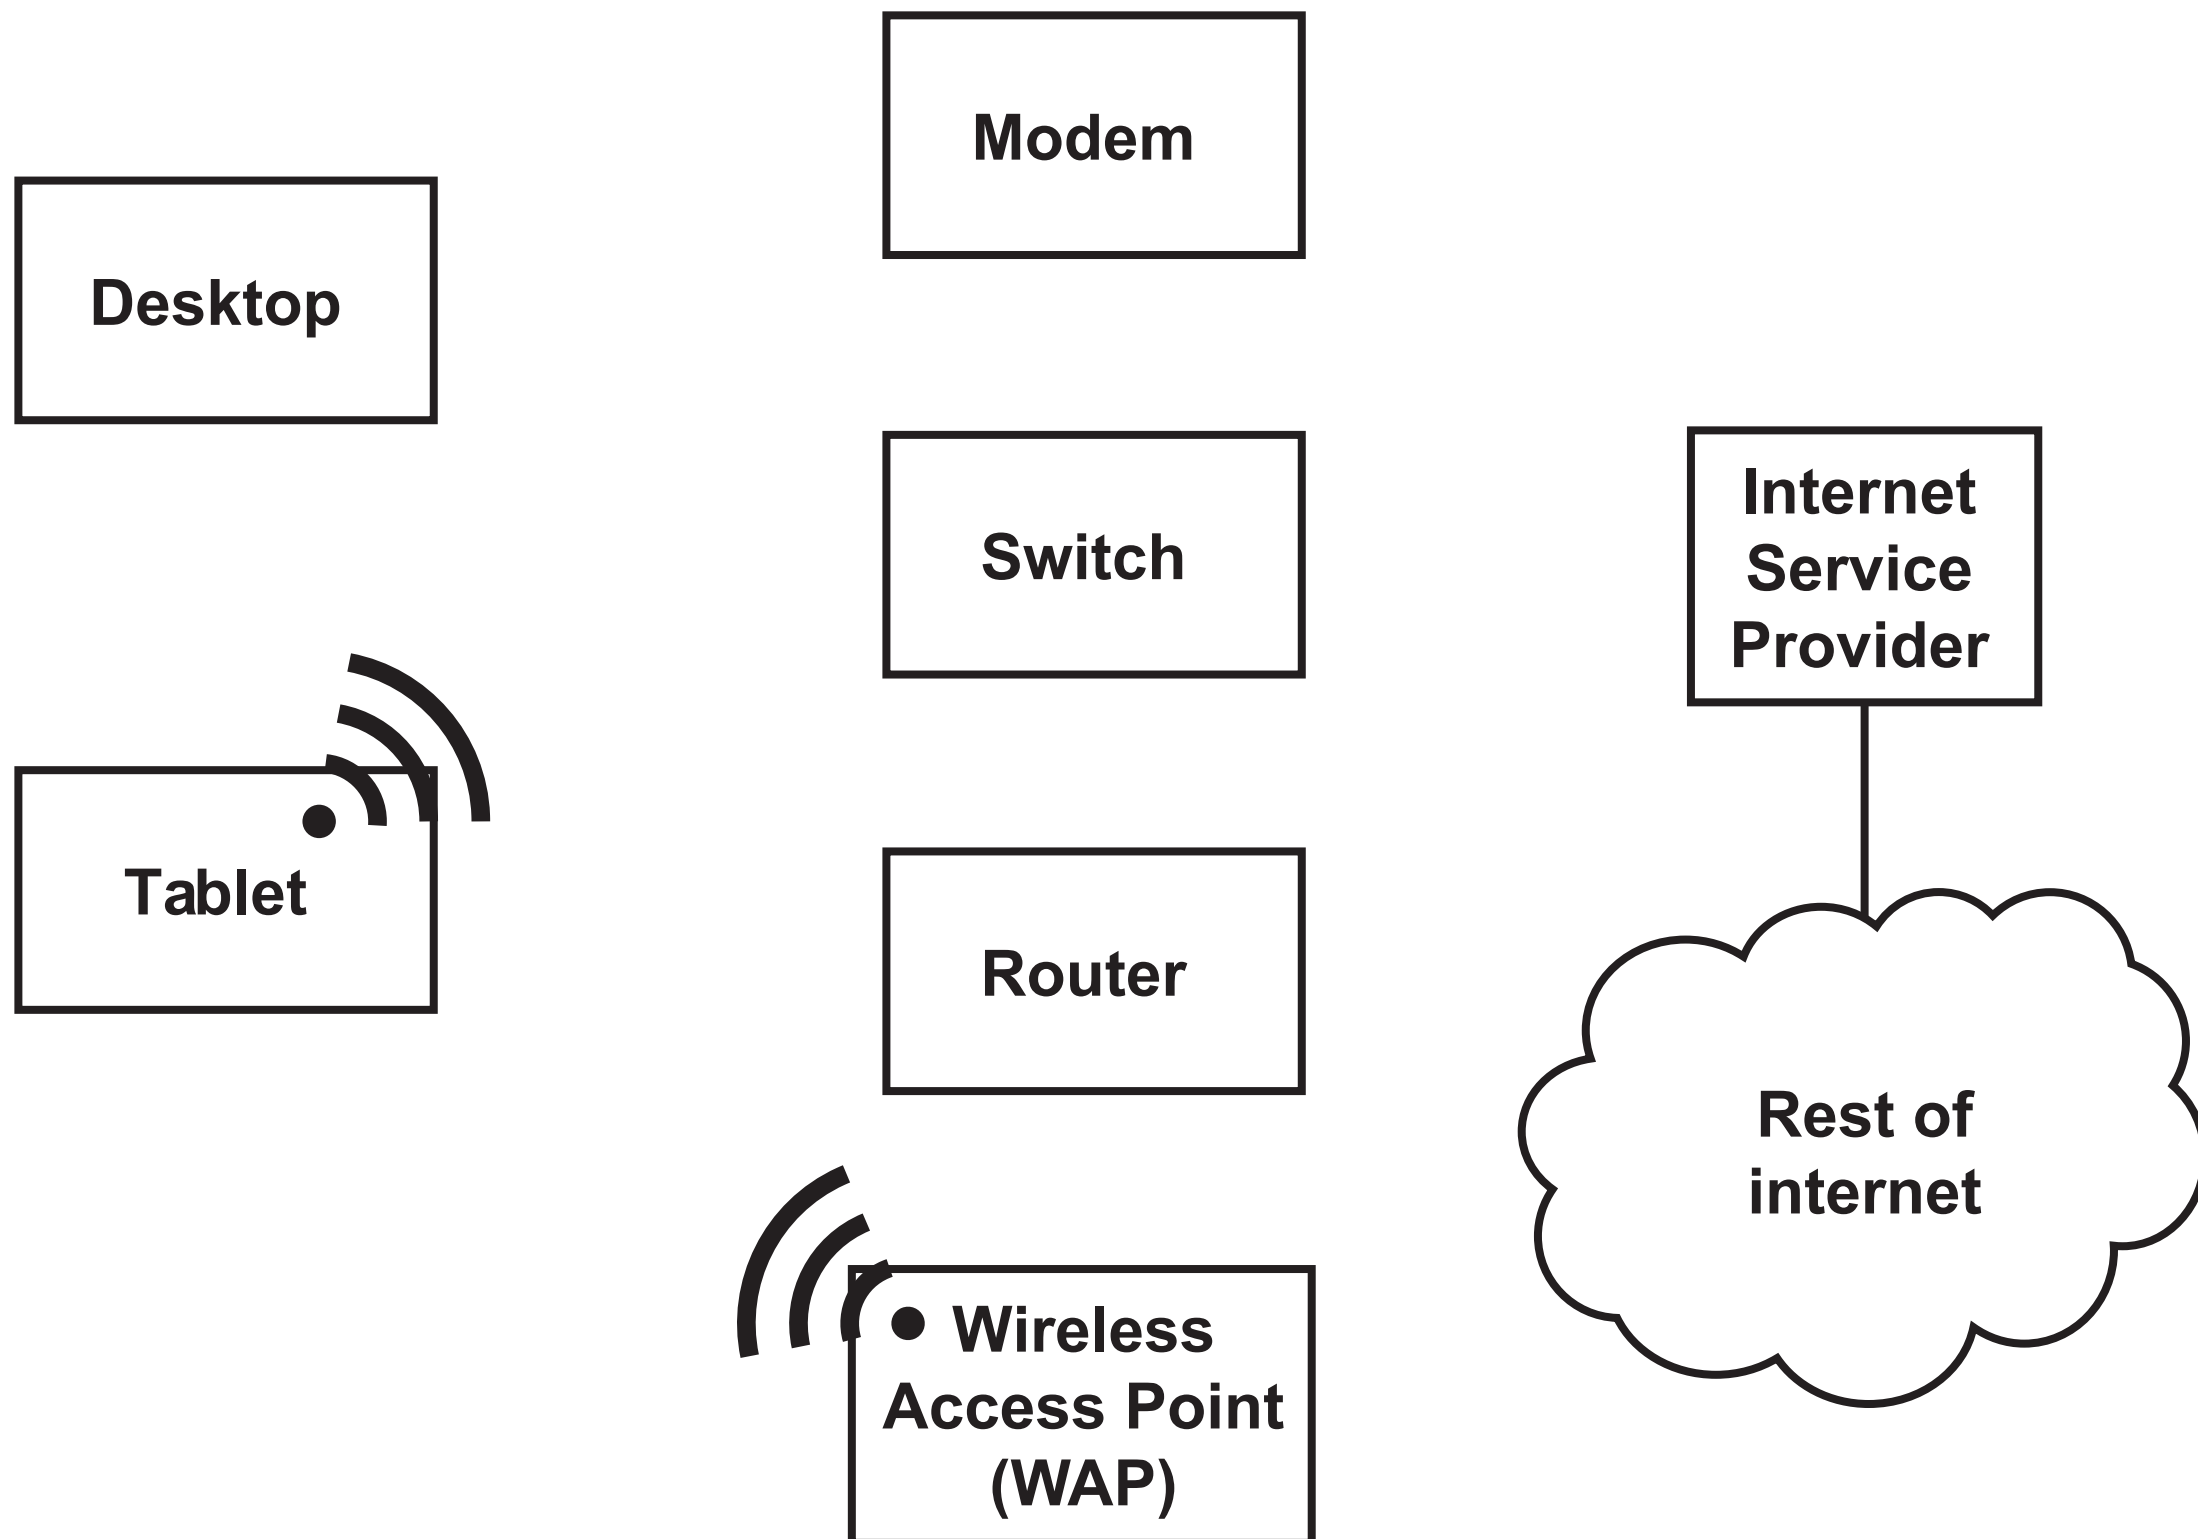 Modem
Desktop
Switch
Internet
Service
Provider
Tablet
Router
Rest of
internet
Wireless
Access Point
(WAP)